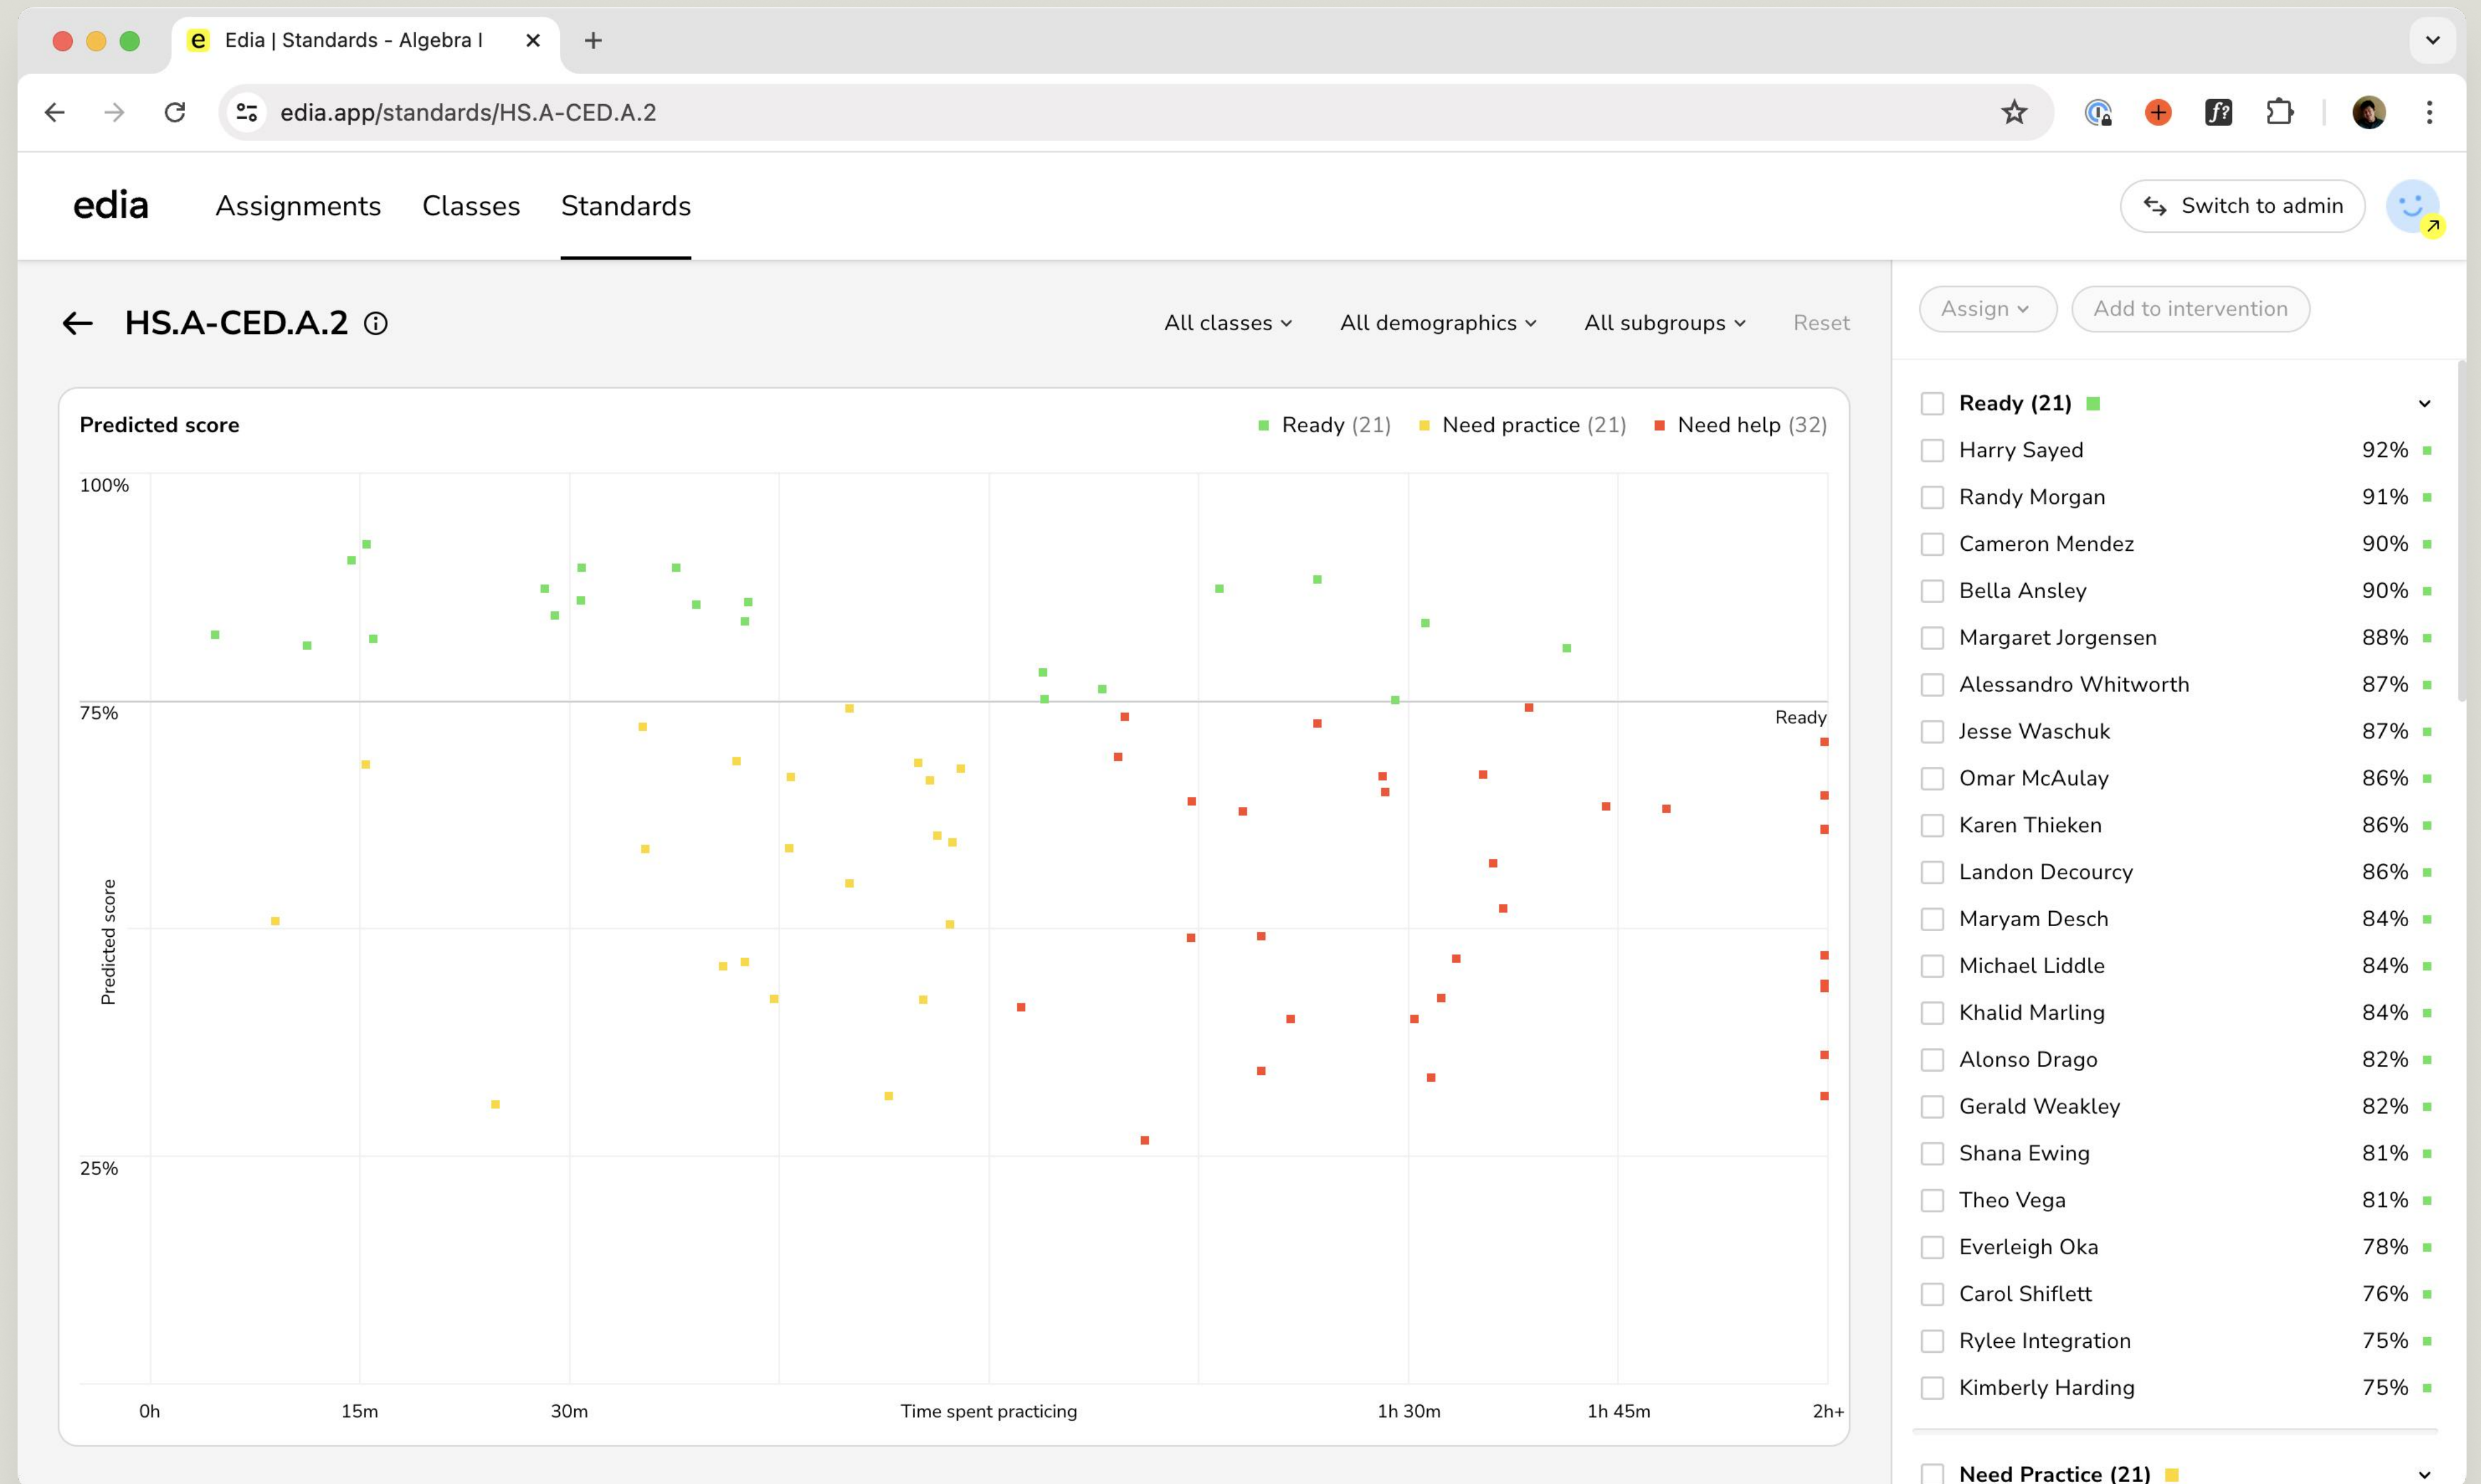 e Edia | Standards - Algebra I
edia.app/standards/HS.A-CED.A.2
f?
edia Assignments Classes Standards Switch to admin
HS.A-CED.A.2 All classes All demographics All subgroups Reset
Predicted score Ready (21) Need practice (21) Need help (32)
100%
75%
Ready
Predicted score
25%
0h 15m 30m Time spent practicing 1h 30m 1h 45m 2h+
Assign Add to intervention
Ready (21)
Harry Sayed 92%
Randy Morgan 91%
Cameron Mendez 90%
Bella Ansley 90%
Margaret Jorgensen 88%
Alessandro Whitworth 87%
Jesse Waschuk 87%
Omar McAulay 86%
Karen Thieken 86%
Landon Decourcy 86%
Maryam Desch 84%
Michael Liddle 84%
Khalid Marling 84%
Alonso Drago 82%
Gerald Weakley 82%
Shana Ewing 81%
Theo Vega 81%
Everleigh Oka 78%
Carol Shiflett 76%
Rylee Integration 75%
Kimberly Harding 75%
Need Practice (21)